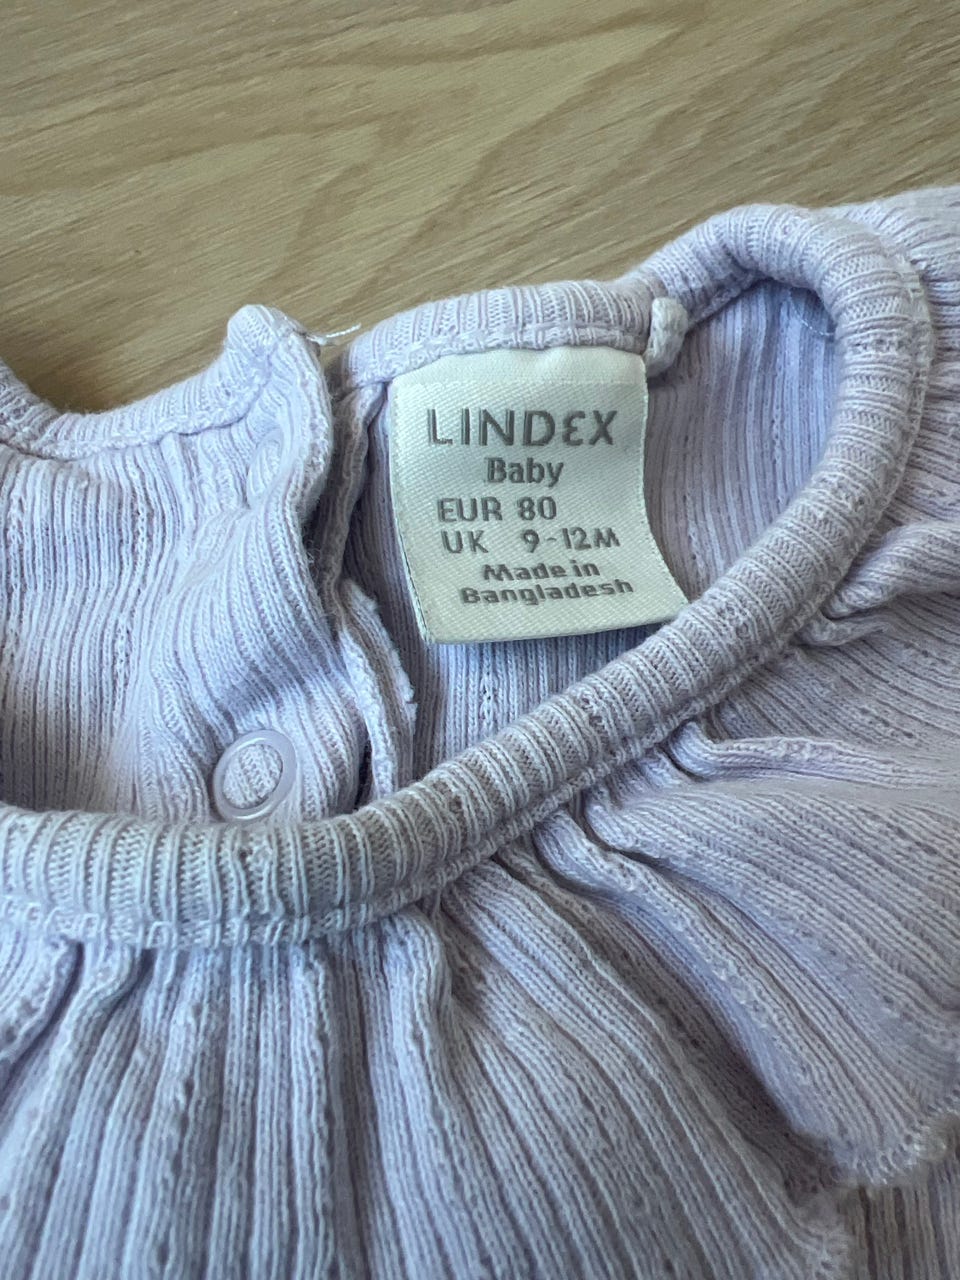 LINDEX
Baby
EUR 80
UK 9-12M
Made in
Bangladesh